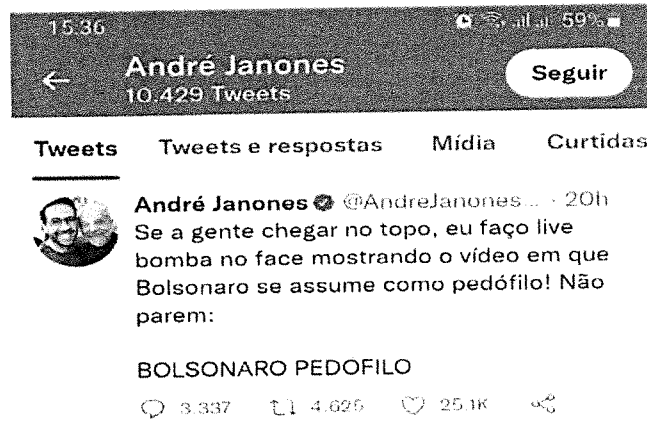 15:36
59%
André Janones
10.429 Tweets
Seguir
Tweets Tweets e respostas Mídia Curtidas
André Janones @AndreJanones... · 20h
Se a gente chegar no topo, eu faço live
bomba no face mostrando o vídeo em que
Bolsonaro se assume como pedófilo! Não
parem:
BOLSONARO PEDOFILO
3.337 4.625 25.1K